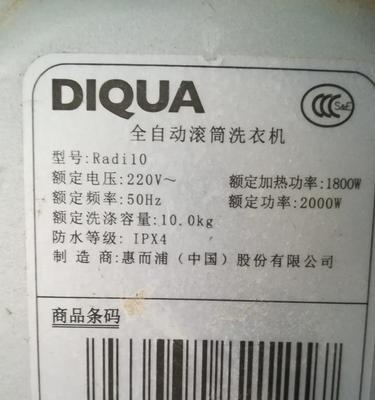 DIQUA
CCC S&E
全自动滚筒洗衣机
型号:Radi10
额定电压:220V～ 额定加热功率:1800W
额定频率:50Hz 额定功率:2000W
额定洗涤容量:10.0kg
防水等级: IPX4
制 造 商:惠而浦（中国）股份有限公司
商品条码